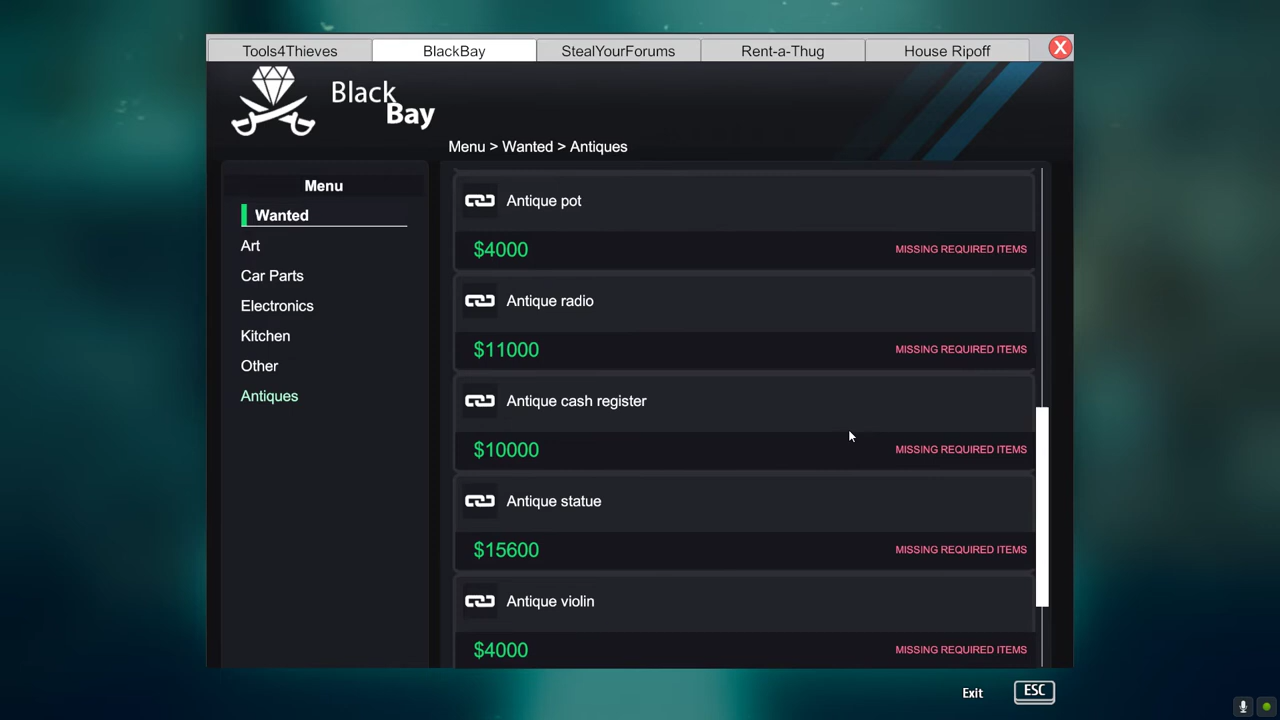 Tools4Thieves
BlackBay
StealYourForums
Rent-a-Thug
House Ripoff
X
Black
Bay
Menu > Wanted > Antiques
Menu
Wanted
Art
Car Parts
Electronics
Kitchen
Other
Antiques
Antique pot
$4000 MISSING REQUIRED ITEMS
Antique radio
$11000 MISSING REQUIRED ITEMS
Antique cash register
$10000 MISSING REQUIRED ITEMS
Antique statue
$15600 MISSING REQUIRED ITEMS
Antique violin
$4000 MISSING REQUIRED ITEMS
Exit ESC